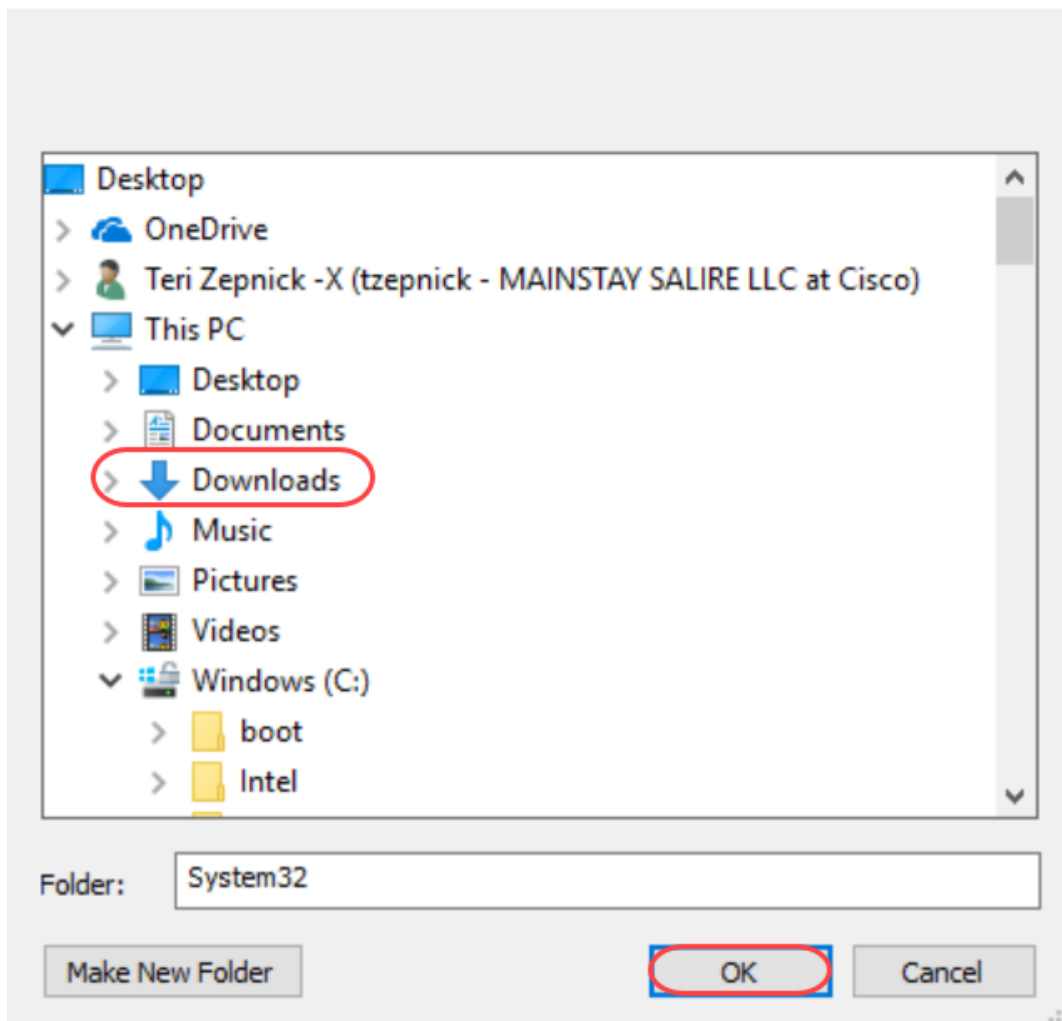 Desktop
OneDrive
Teri Zepnick -X (tzepnick - MAINSTAY SALIRE LLC at Cisco)
This PC
Desktop
Documents
Downloads
Music
Pictures
Videos
Windows (C:)
boot
Intel
Folder: System32
Make New Folder OK Cancel